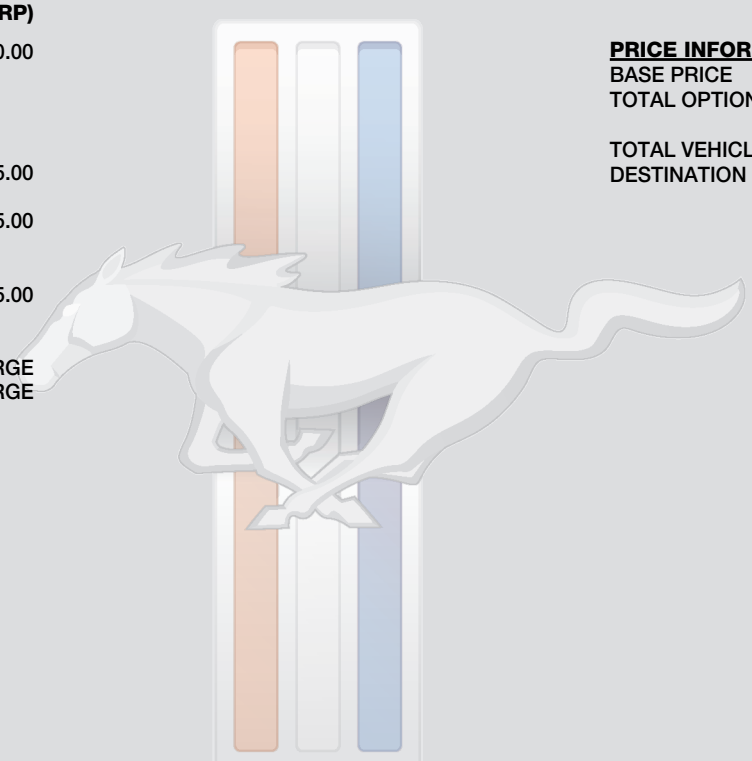 RP)
0.00
5.00
5.00
5.00
RGE
RGE
PRICE INFOR
BASE PRICE
TOTAL OPTION
TOTAL VEHICL
DESTINATION